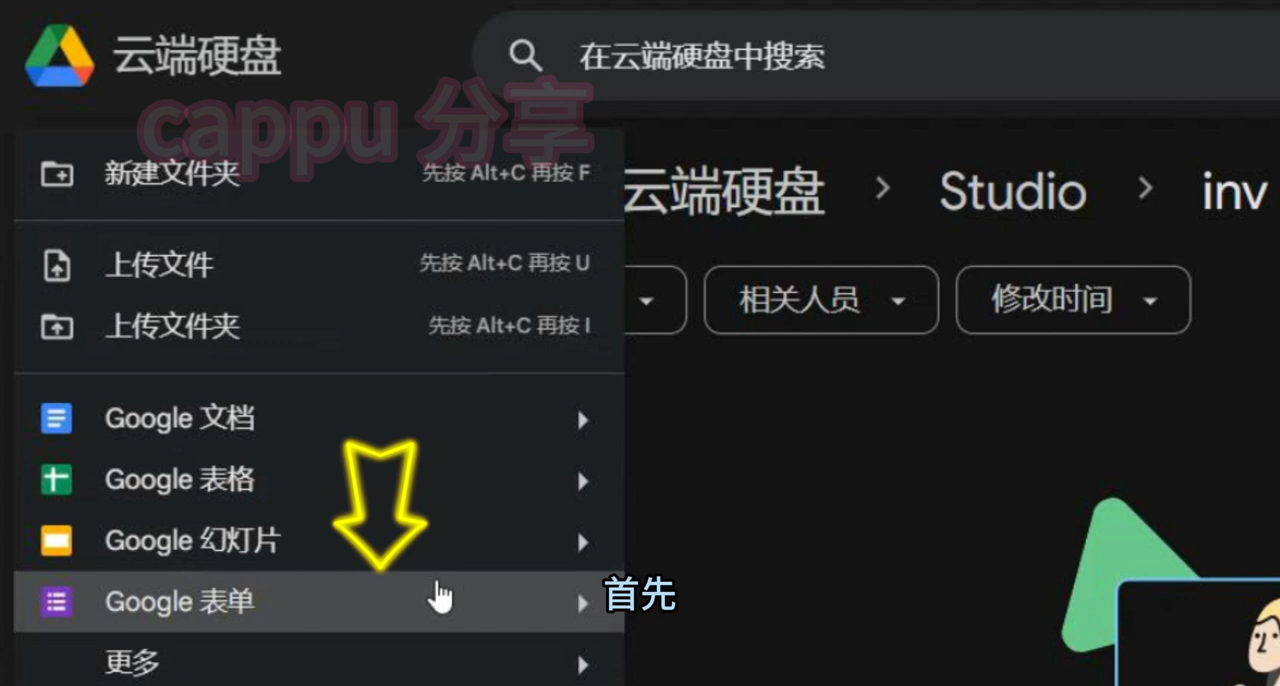 云端硬盘
在云端硬盘中搜索
cappu 分享
新建文件夹 先按 Alt+C 再按 F
云端硬盘 › Studio › inv
上传文件 先按 Alt+C 再按 U
相关人员 修改时间
上传文件夹 先按 Alt+C 再按 I
Google 文档
Google 表格
Google 幻灯片
Google 表单
首先
更多